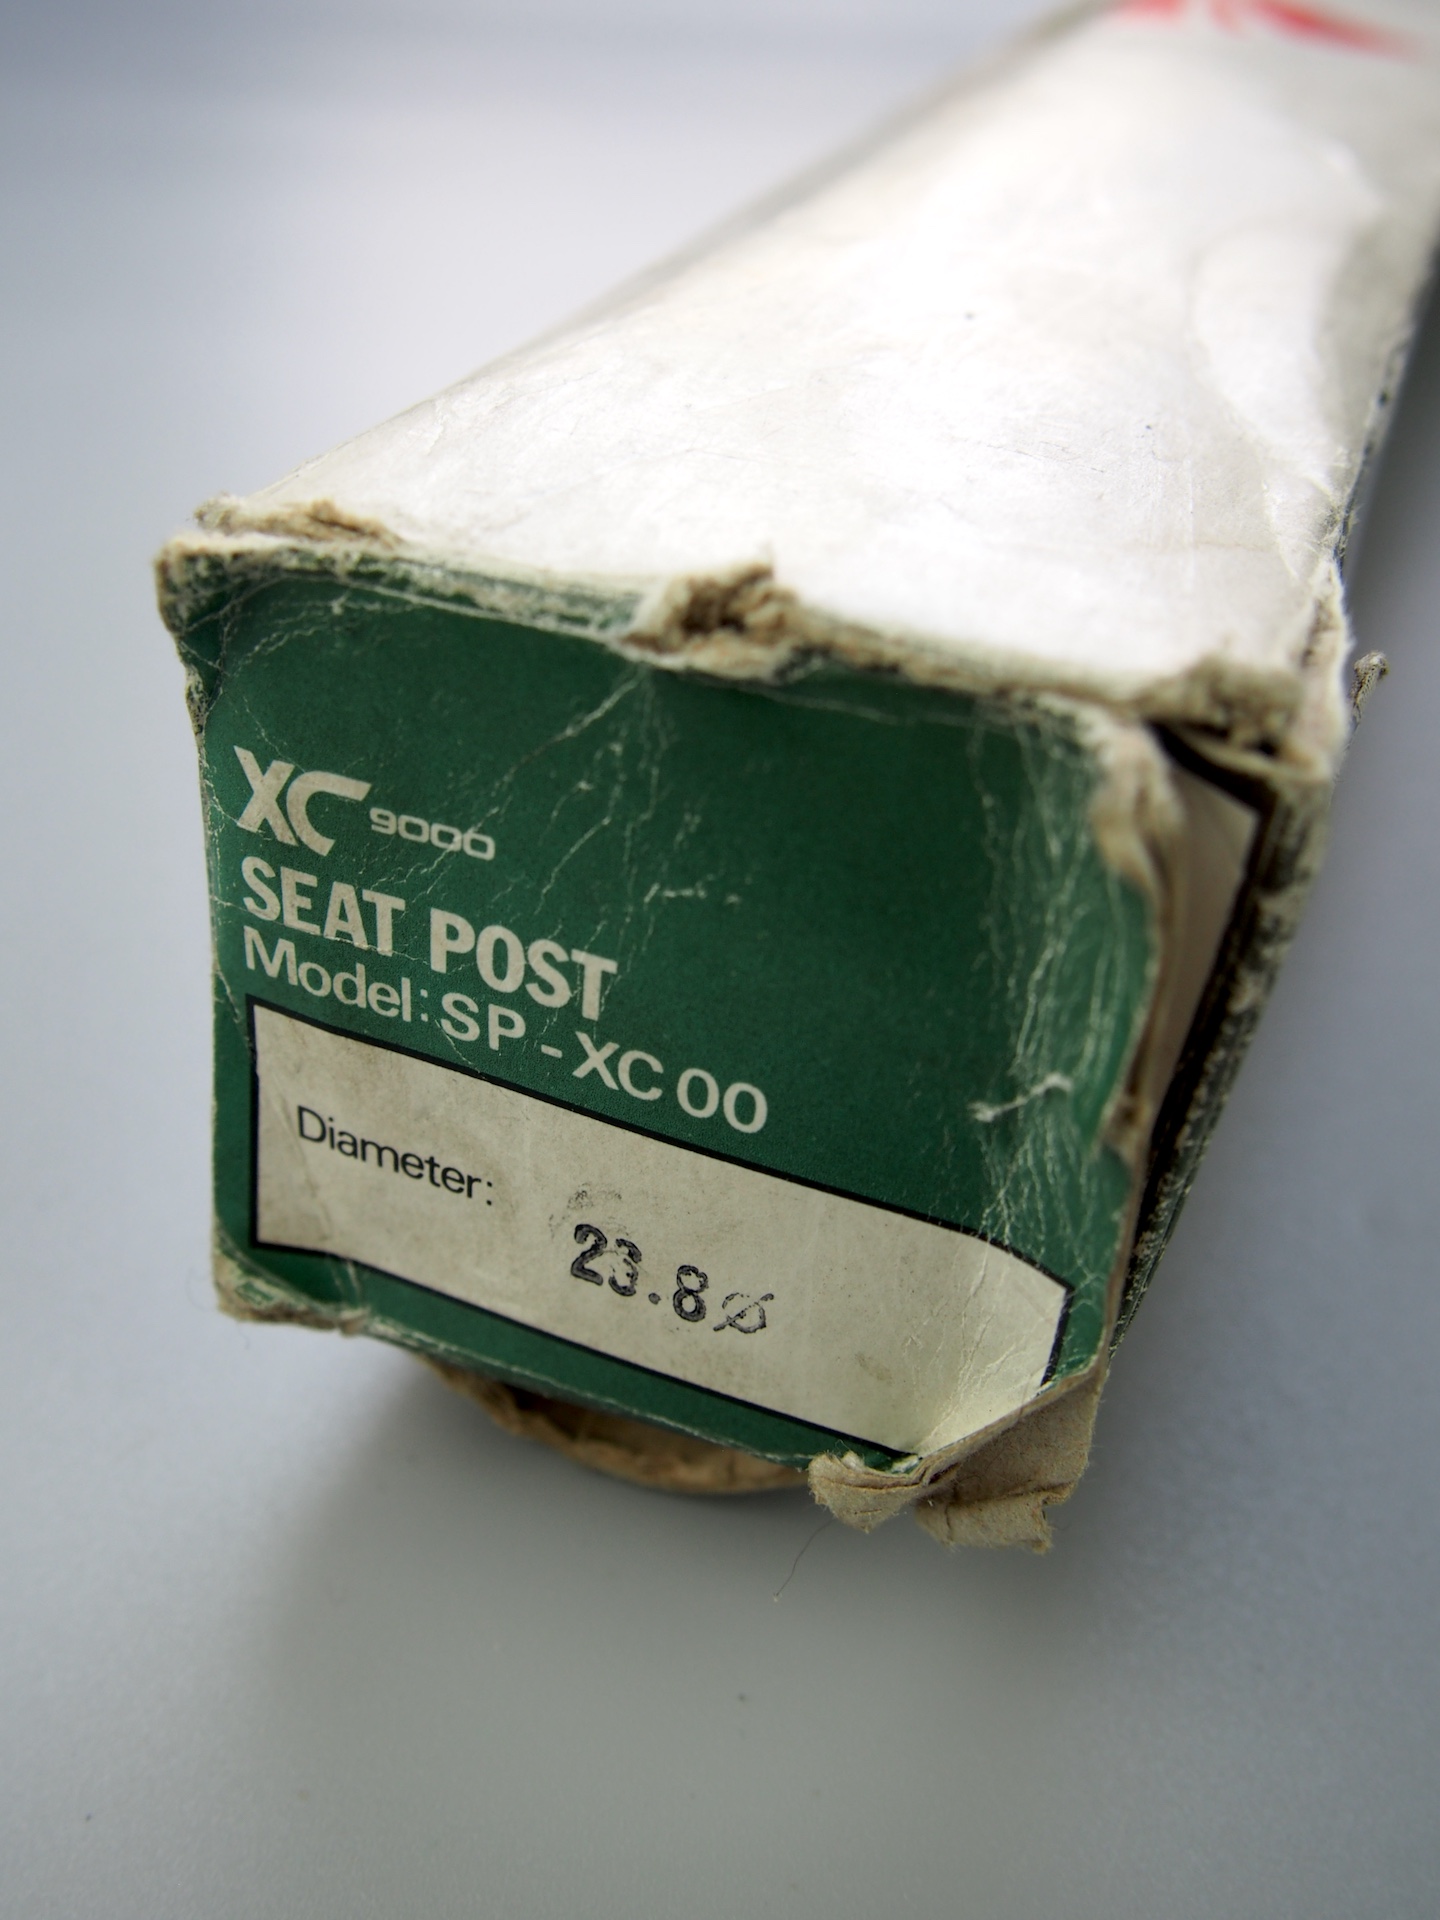 XC 9000
SEAT POST
Model: SP-XC00
Diameter:
23.8ø